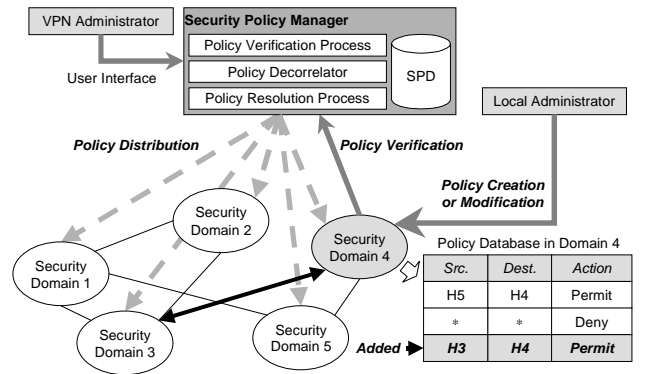 VPN Administrator
Security Policy Manager
Policy Verification Process
Policy Decorrelator
Policy Resolution Process
SPD
User Interface
Local Administrator
Policy Distribution
Policy Verification
Policy Creation
or Modification
Security
Domain 2
Security
Domain 4
Policy Database in Domain 4
Src. Dest. Action
H5 H4 Permit
* * Deny
Added H3 H4 Permit
Security
Domain 1
Security
Domain 3
Security
Domain 5